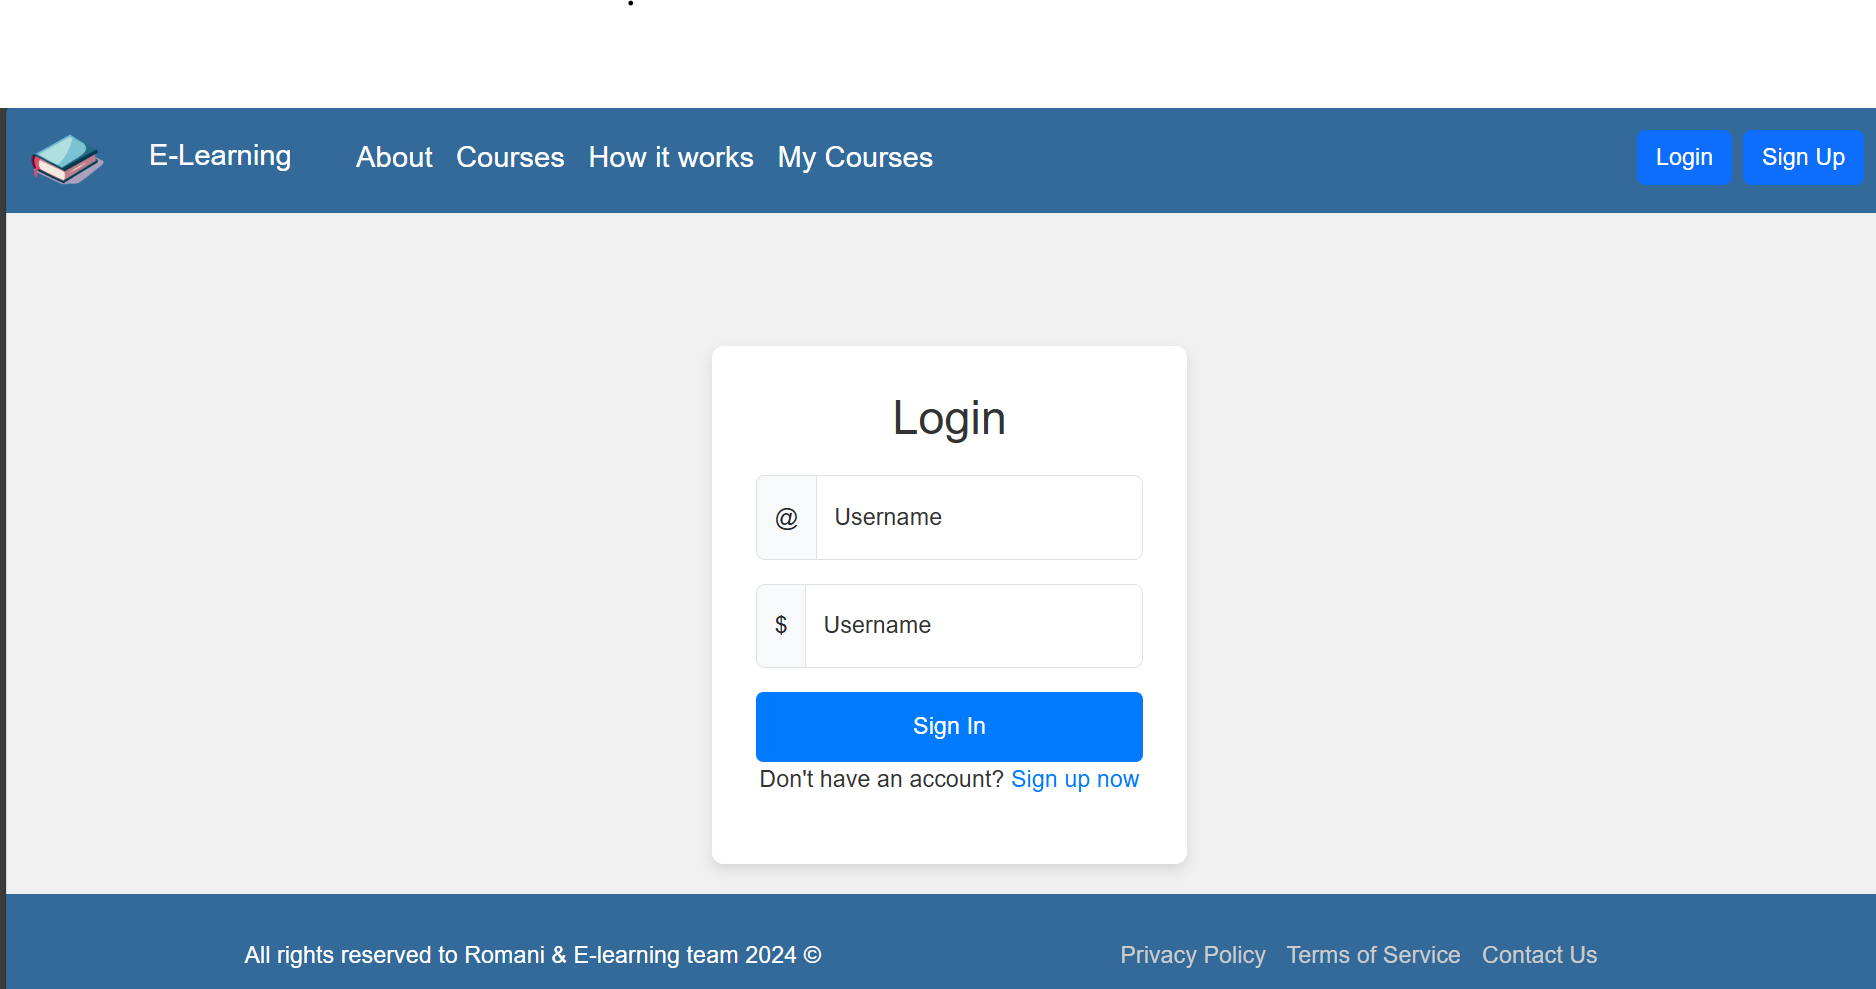 E-Learning About Courses How it works My Courses Login Sign Up
Login
@ Username
$ Username
Sign In
Don't have an account? Sign up now
All rights reserved to Romani & E-learning team 2024 © Privacy Policy Terms of Service Contact Us